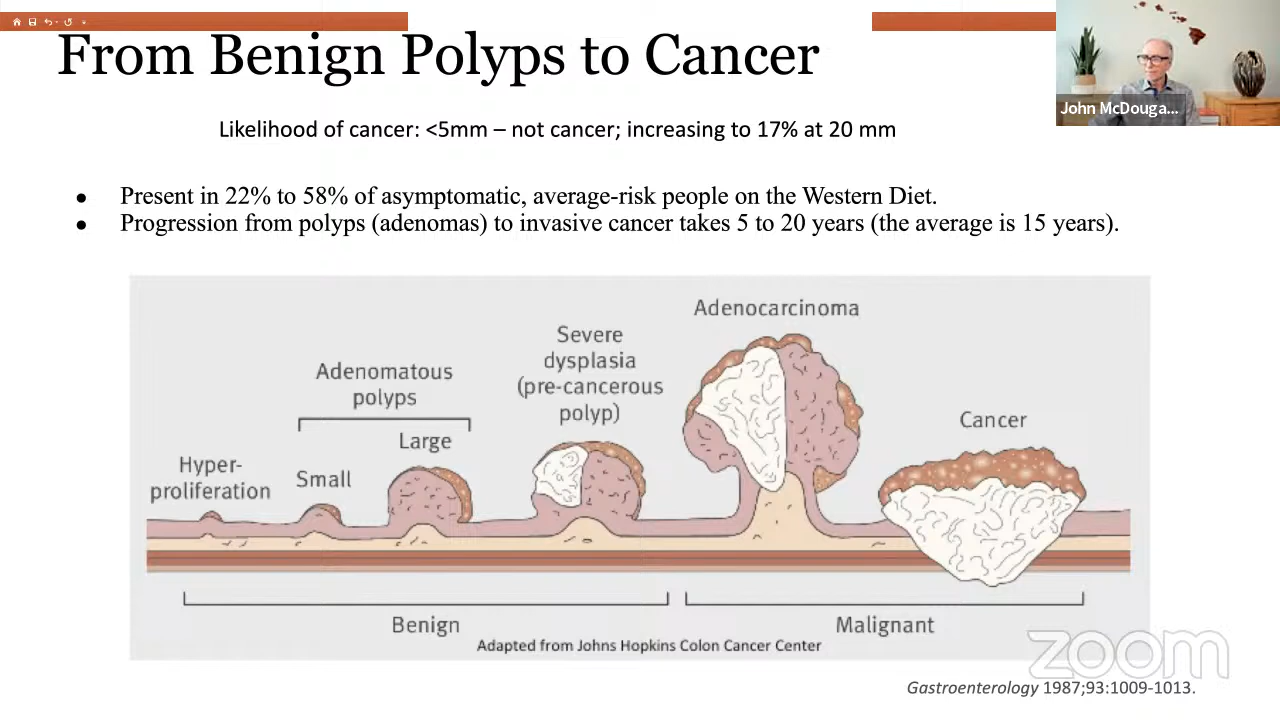 From Benign Polyps to Cancer
John McDouga...
Likelihood of cancer: <5mm – not cancer; increasing to 17% at 20 mm
● Present in 22% to 58% of asymptomatic, average-risk people on the Western Diet.
● Progression from polyps (adenomas) to invasive cancer takes 5 to 20 years (the average is 15 years).
Adenocarcinoma
Severe
dysplasia
(pre-cancerous
polyp)
Adenomatous
polyps
Cancer
Large
Hyper-
proliferation
Small
Benign
Malignant
Adapted from Johns Hopkins Colon Cancer Center
zoom
Gastroenterology 1987;93:1009-1013.